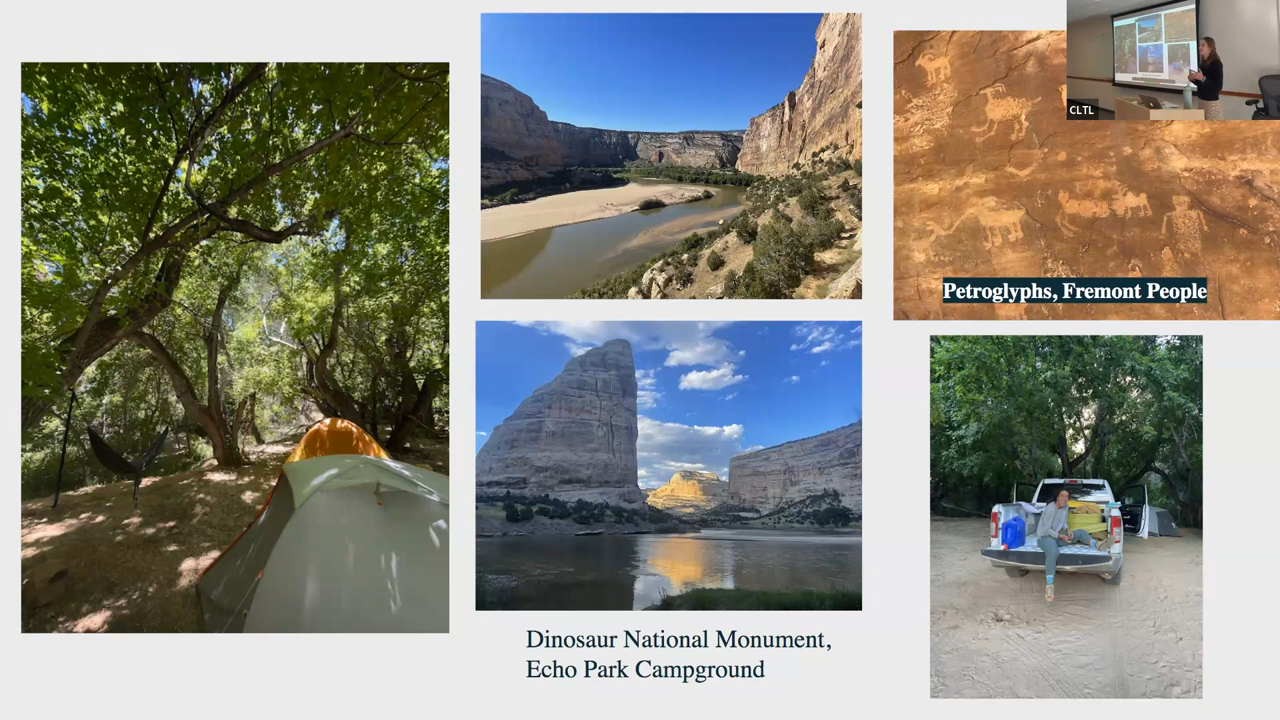 CLTL
Petroglyphs, Fremont People
Dinosaur National Monument,
Echo Park Campground